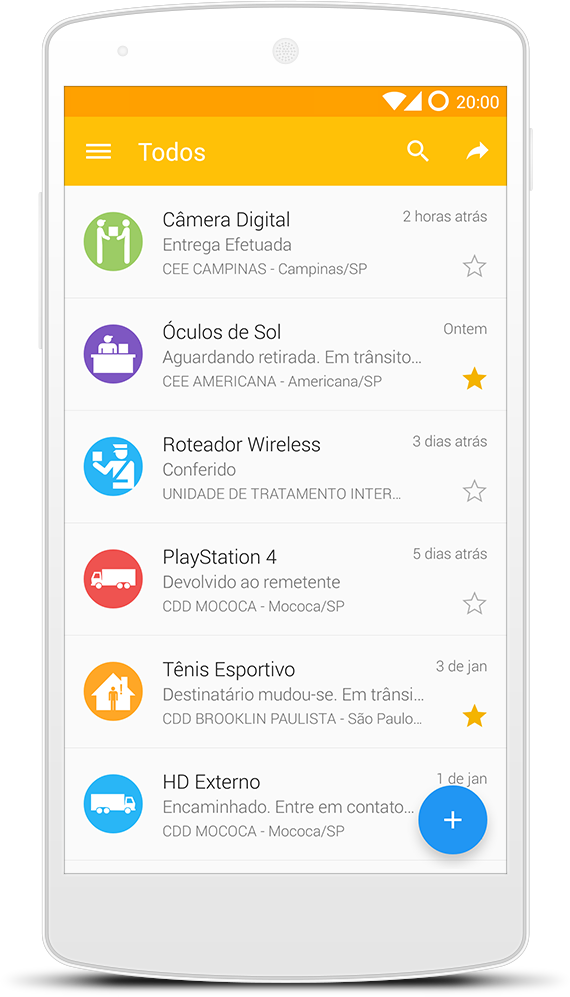 20:00
Todos
Câmera Digital
2 horas atrás
Entrega Efetuada
CEE CAMPINAS - Campinas/SP
Óculos de Sol
Ontem
Aguardando retirada. Em trânsito...
CEE AMERICANA - Americana/SP
Roteador Wireless
3 dias atrás
Conferido
UNIDADE DE TRATAMENTO INTER...
PlayStation 4
5 dias atrás
Devolvido ao remetente
CDD MOCOCA - Mococa/SP
Tênis Esportivo
3 de jan
Destinatário mudou-se. Em trânsi...
CDD BROOKLIN PAULISTA - São Paulo...
HD Externo
1 de jan
Encaminhado. Entre em contato...
CDD MOCOCA - Mococa/SP